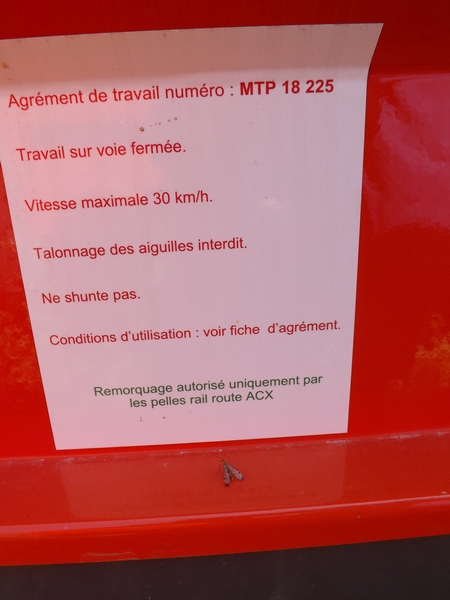 Agrément de travail numéro : MTP 18 225
Travail sur voie fermée.
Vitesse maximale 30 km/h.
Talonnage des aiguilles interdit.
Ne shunte pas.
Conditions d'utilisation : voir fiche d'agrément.
Remorquage autorisé uniquement par
les pelles rail route ACX